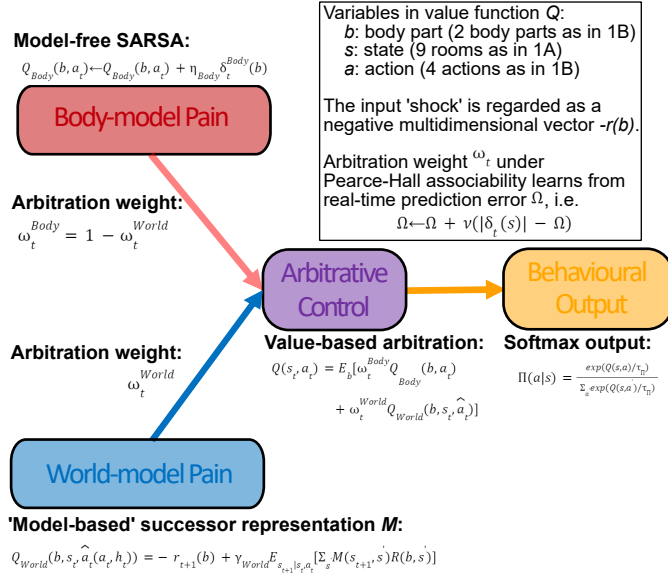 Model-free SARSA:
Q_Body(b, a_t)←Q_Body(b, a_t) + η_Body δ_t^Body(b)
Body-model Pain
Arbitration weight:
ω_t^Body = 1 − ω_t^World
Variables in value function Q:
b: body part (2 body parts as in 1B)
s: state (9 rooms as in 1A)
a: action (4 actions as in 1B)
The input 'shock' is regarded as a
negative multidimensional vector -r(b).
Arbitration weight ω_t under
Pearce-Hall associability learns from
real-time prediction error Ω, i.e.
Ω←Ω + ν(|δ_t(s)| − Ω)
Arbitrative
Control
Behavioural
Output
Arbitration weight:
ω_t^World
Value-based arbitration:
Q(s_t, a_t) = E_b[ω_t^Body Q_Body(b, a_t)
+ ω_t^World Q_World(b, s_t, â_t)]
Softmax output:
Π(a|s) = exp(Q(s,a)/τ_Π) / Σ_a' exp(Q(s,a')/τ_Π)
World-model Pain
'Model-based' successor representation M:
Q_World(b, s_t, â_t(a_t, h_t)) = − r_t+1(b) + γ_World E_s_t+1|s_t,a_t[Σ_s' M(s_t+1, s')R(b, s')]